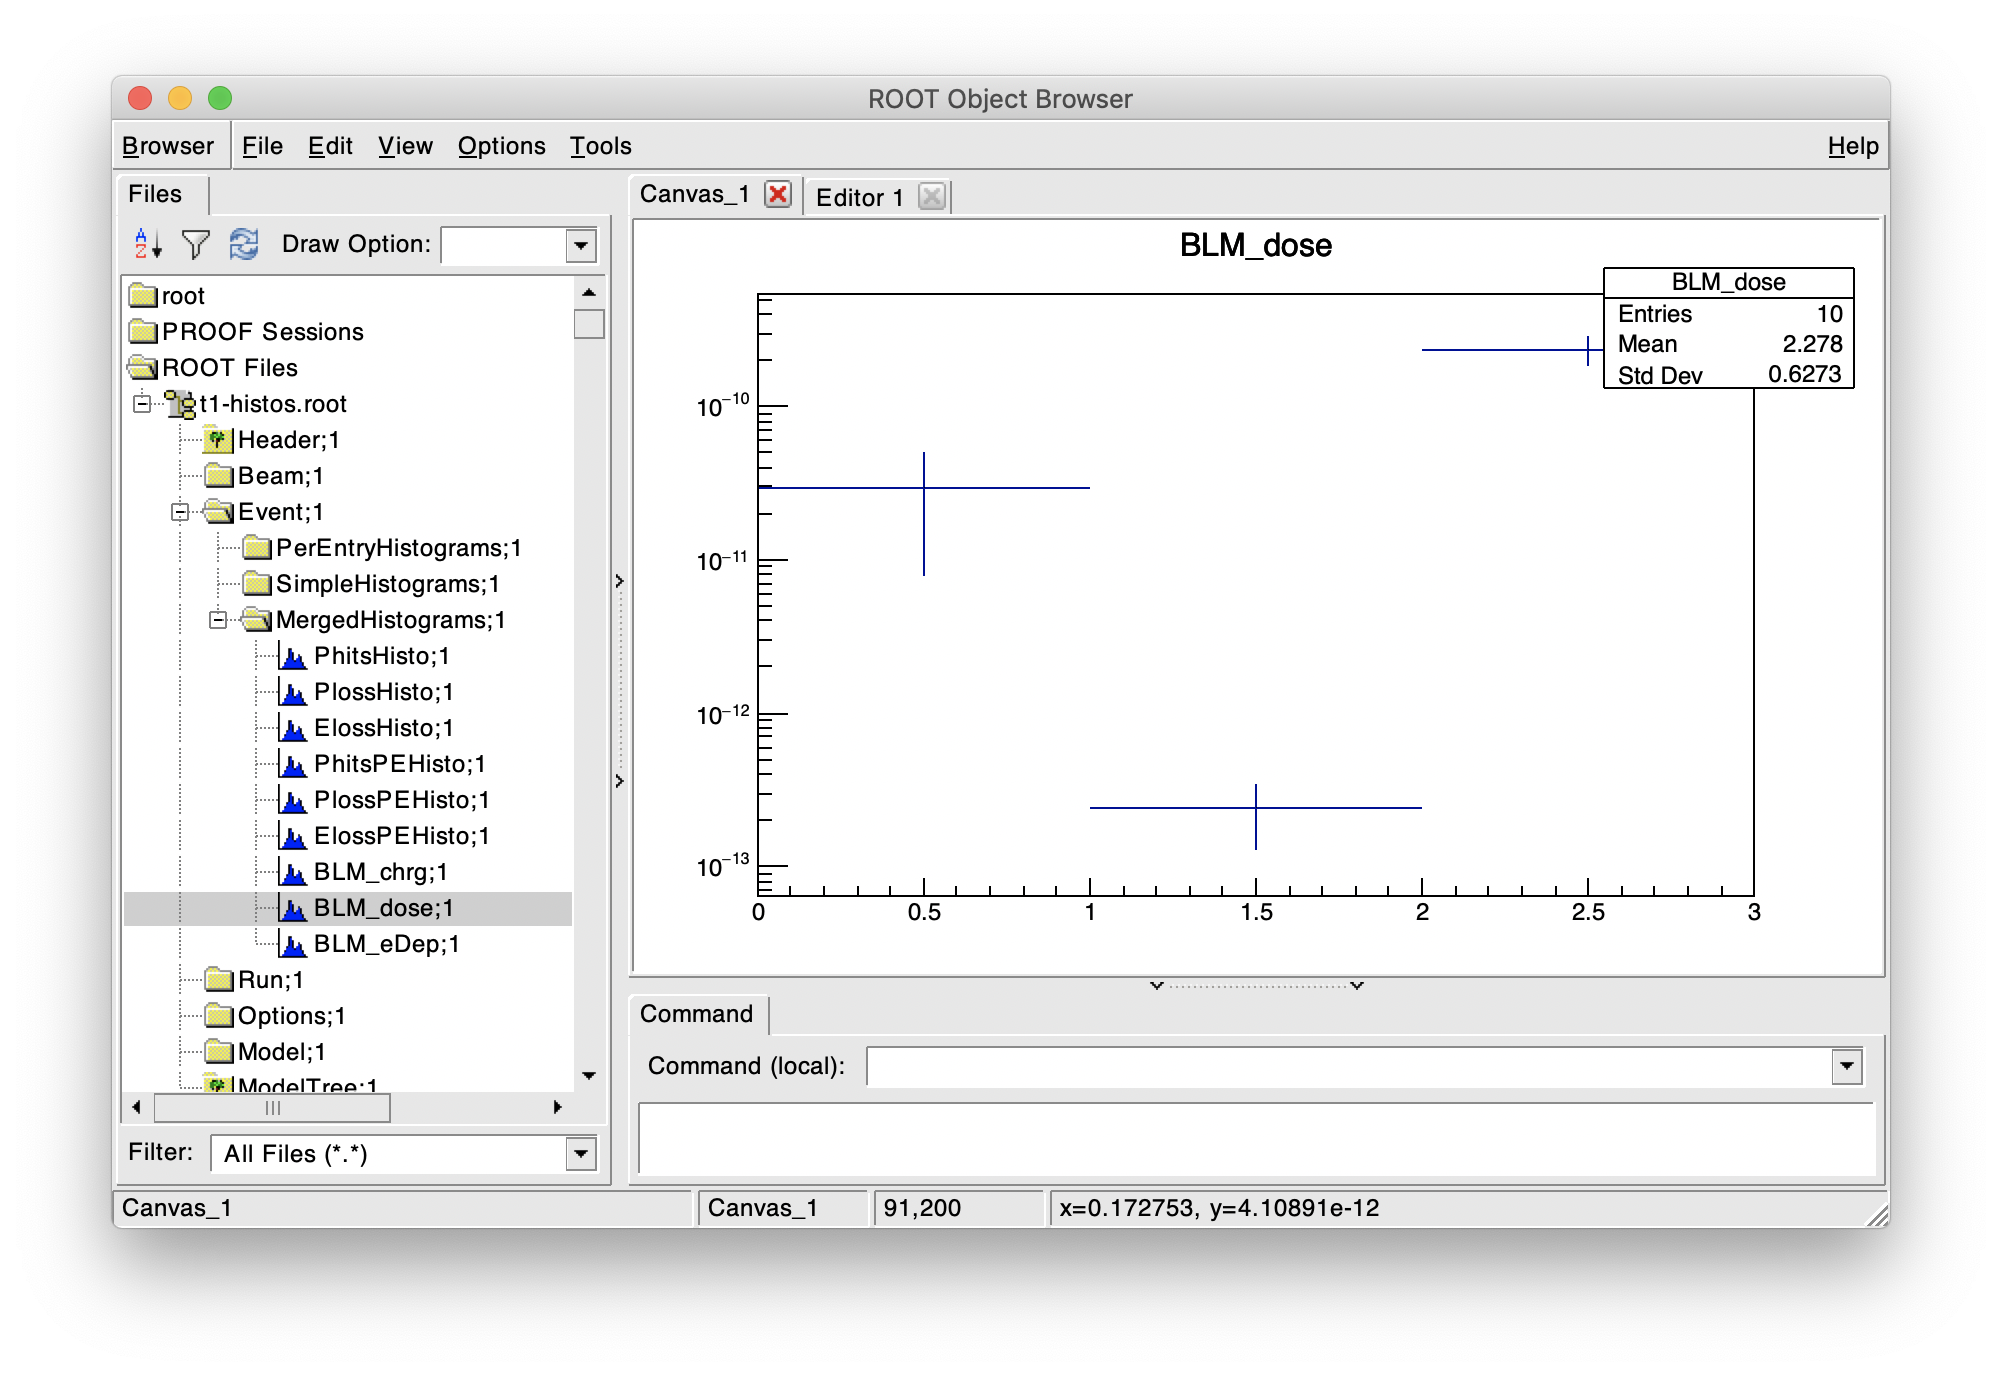 ROOT Object Browser
Browser File Edit View Options Tools Help
Files
Draw Option:
root
PROOF Sessions
ROOT Files
t1-histos.root
Header;1
Beam;1
Event;1
PerEntryHistograms;1
SimpleHistograms;1
MergedHistograms;1
PhitsHisto;1
PlossHisto;1
ElossHisto;1
PhitsPEHisto;1
PlossPEHisto;1
ElossPEHisto;1
BLM_chrg;1
BLM_dose;1
BLM_eDep;1
Run;1
Options;1
Model;1
ModelTree;1
Filter: All Files (*.*)
Canvas_1 Editor 1
BLM_dose
BLM_dose
Entries 10
Mean 2.278
Std Dev 0.6273
10⁻¹⁰
10⁻¹¹
10⁻¹²
10⁻¹³
0 0.5 1 1.5 2 2.5 3
Command
Command (local):
Canvas_1 Canvas_1 91,200 x=0.172753, y=4.10891e-12